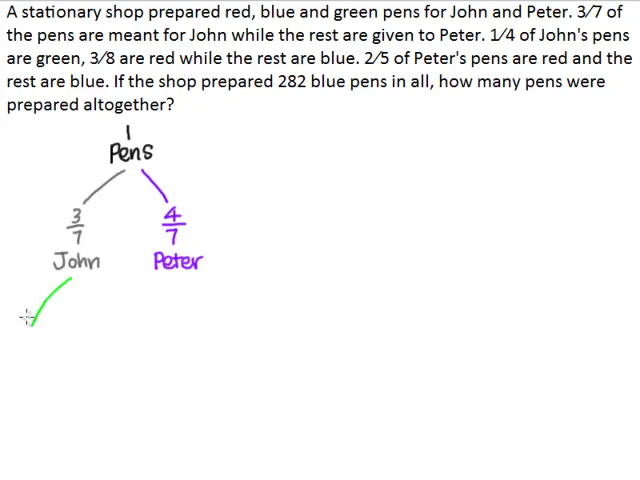 A stationary shop prepared red, blue and green pens for John and Peter. 3⁄7 of
the pens are meant for John while the rest are given to Peter. 1⁄4 of John's pens
are green, 3⁄8 are red while the rest are blue. 2⁄5 of Peter's pens are red and the
rest are blue. If the shop prepared 282 blue pens in all, how many pens were
prepared altogether?
1
Pens
3/7 4/7
John Peter